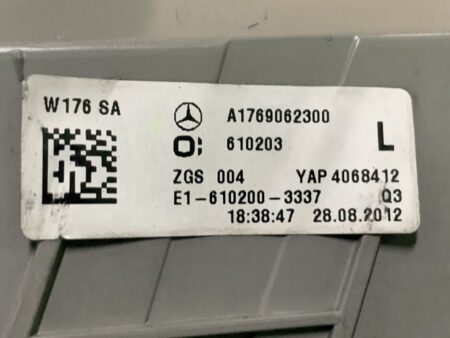 W176 SA
A1769062300
O; 610203 L
ZGS 004 YAP 4068412
E1-610200-3337 Q3
18:38:47 28.08.2012